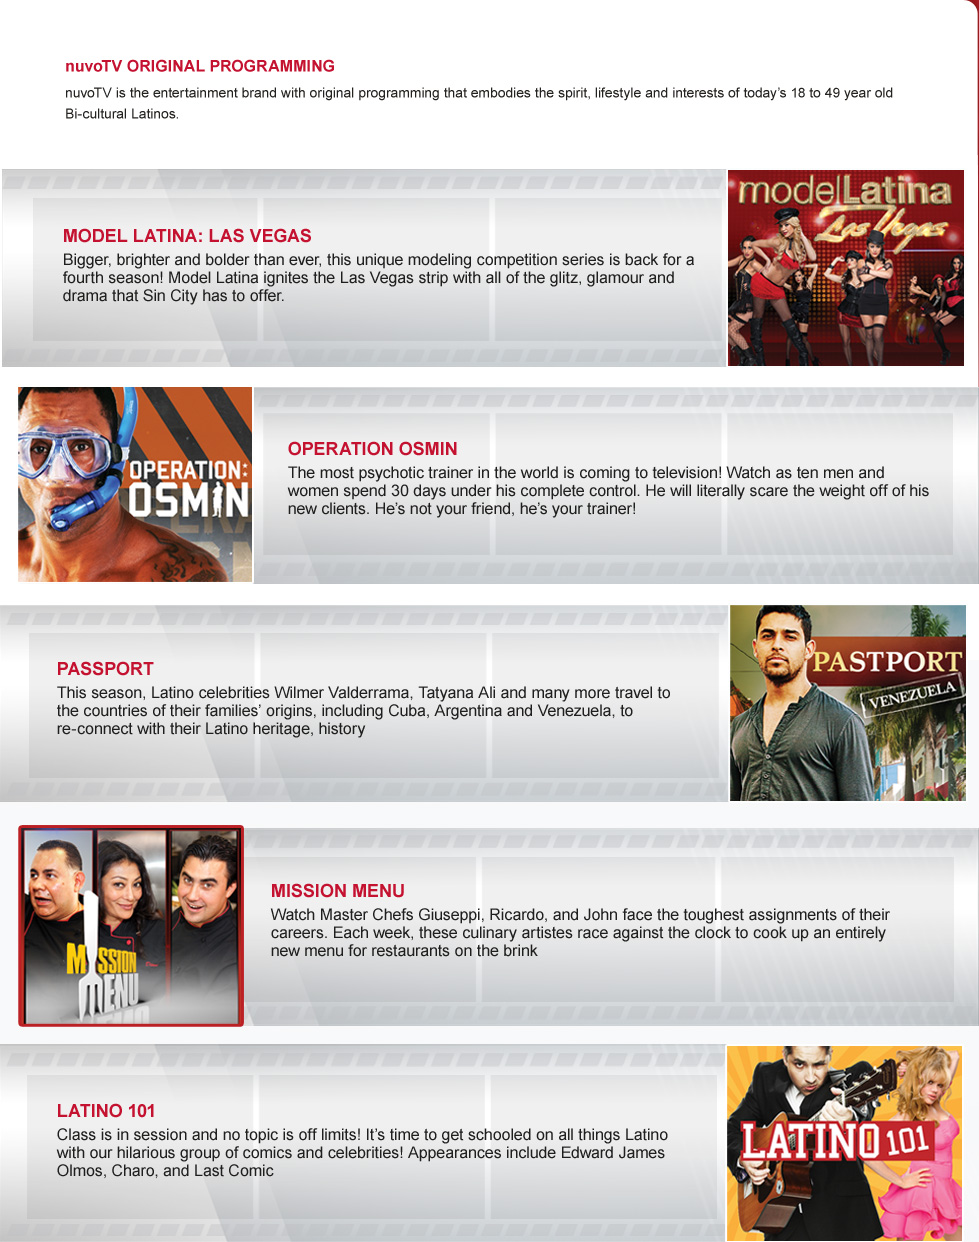 nuvoTV ORIGINAL PROGRAMMING
nuvoTV is the entertainment brand with original programming that embodies the spirit, lifestyle and interests of today's 18 to 49 year old
Bi-cultural Latinos.
MODEL LATINA: LAS VEGAS
Bigger, brighter and bolder than ever, this unique modeling competition series is back for a
fourth season! Model Latina ignites the Las Vegas strip with all of the glitz, glamour and
drama that Sin City has to offer.
modelLatina
Las Vegas
OPERATION:
OSMIN
OPERATION OSMIN
The most psychotic trainer in the world is coming to television! Watch as ten men and
women spend 30 days under his complete control. He will literally scare the weight off of his
new clients. He's not your friend, he's your trainer!
PASSPORT
This season, Latino celebrities Wilmer Valderrama, Tatyana Ali and many more travel to
the countries of their families' origins, including Cuba, Argentina and Venezuela, to
re-connect with their Latino heritage, history
PASTPORT
VENEZUELA
MISSION
MENU
MISSION MENU
Watch Master Chefs Giuseppi, Ricardo, and John face the toughest assignments of their
careers. Each week, these culinary artistes race against the clock to cook up an entirely
new menu for restaurants on the brink
LATINO 101
Class is in session and no topic is off limits! It's time to get schooled on all things Latino
with our hilarious group of comics and celebrities! Appearances include Edward James
Olmos, Charo, and Last Comic
LATINO 101